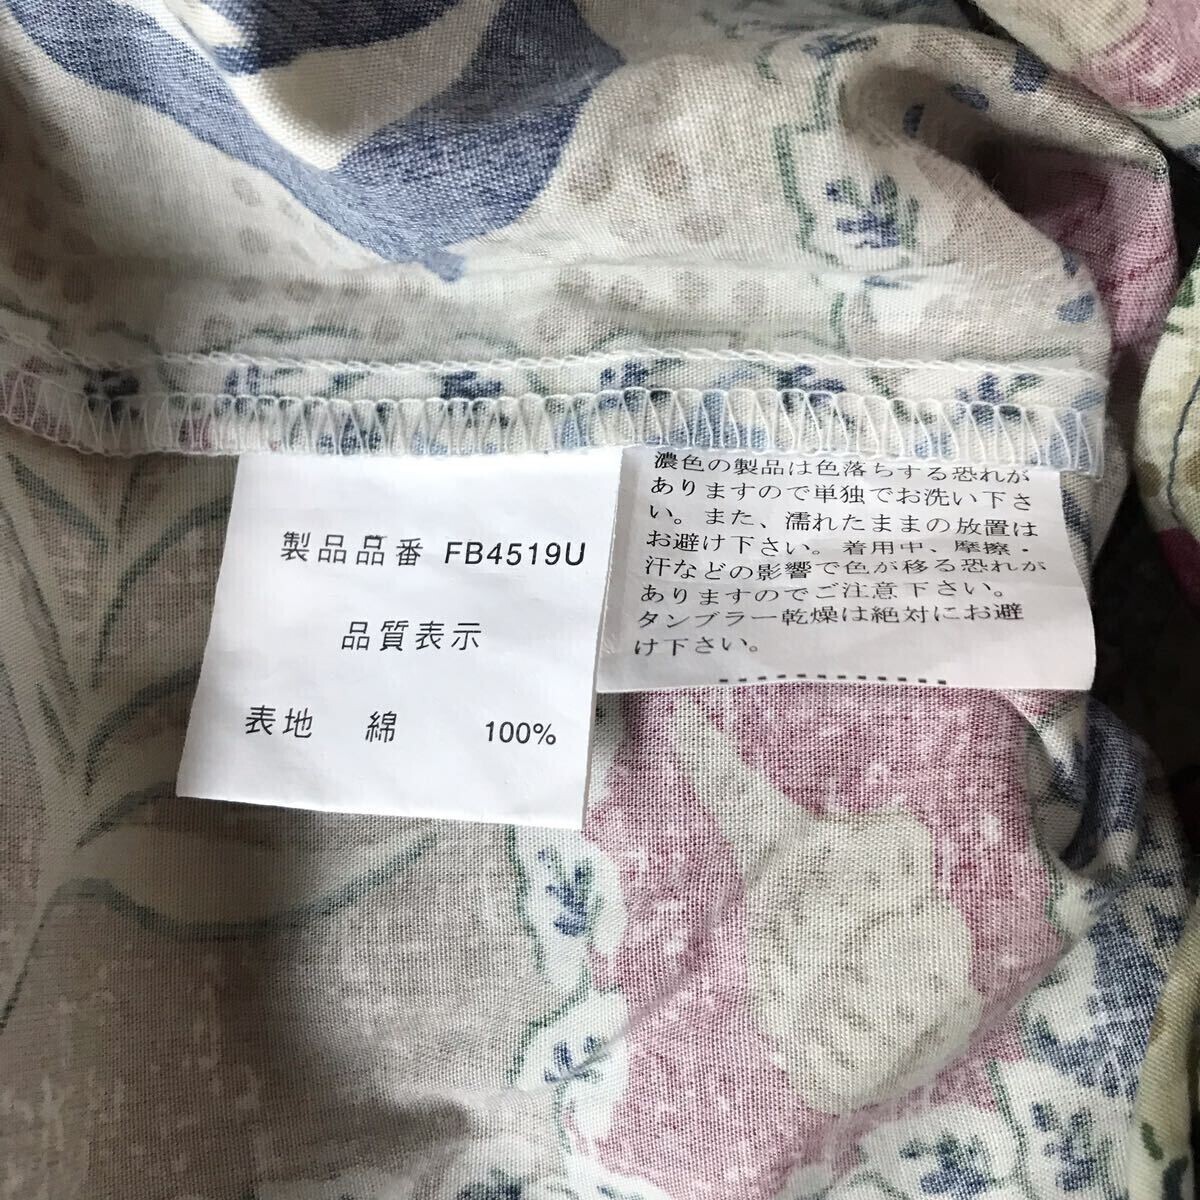 製品品番 FB4519U
品質表示
表地 綿 100%
濃色の製品は色落ちする恐れが
ありますので単独でお洗い下さ
い。また、濡れたままの放置は
お避け下さい。着用中、摩擦・
汗などの影響で色が移る恐れが
ありますのでご注意下さい。
タンブラー乾燥は絶対にお避
け下さい。